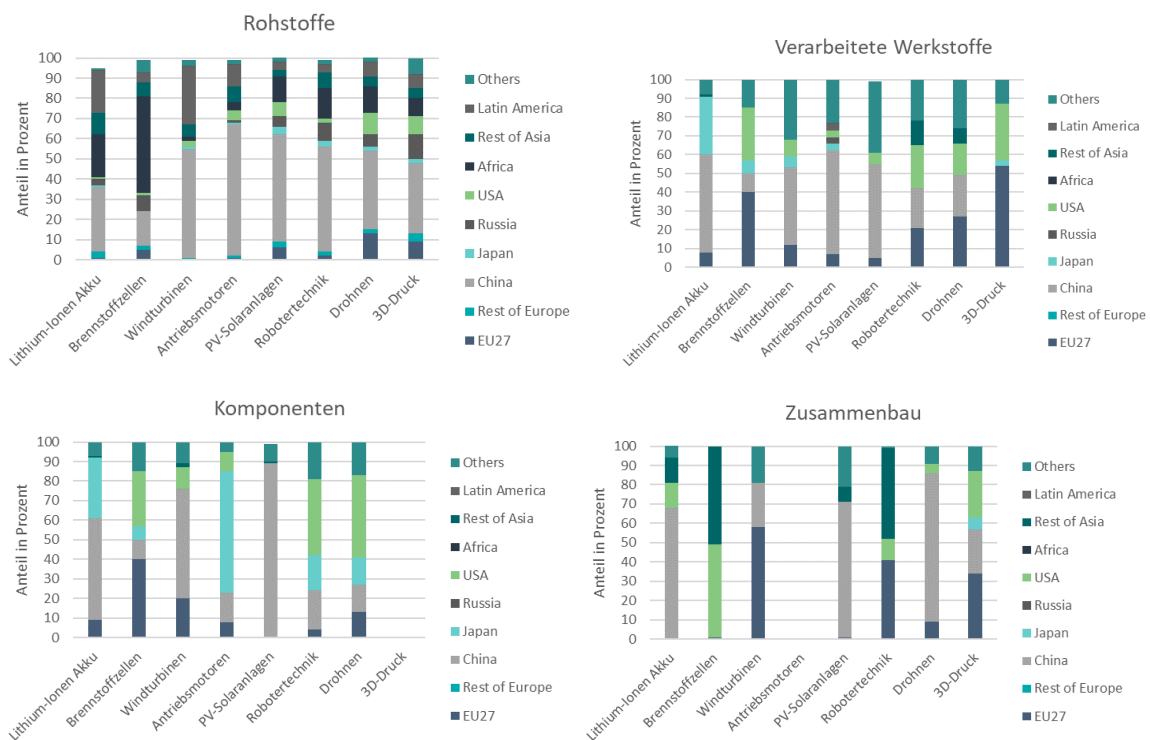 Rohstoffe
Anteil in Prozent
100
90
80
70
60
50
40
30
20
10
0
Lithium-Ionen Akku
Brennstoffzellen
Windturbinen
Antriebsmotoren
PV-Solaranlagen
Robotertechnik
Drohnen
3D-Druck
Others
Latin America
Rest of Asia
Africa
USA
Russia
Japan
China
Rest of Europe
EU27
Verarbeitete Werkstoffe
Anteil in Prozent
100
90
80
70
60
50
40
30
20
10
0
Lithium-Ionen Akku
Brennstoffzellen
Windturbinen
Antriebsmotoren
PV-Solaranlagen
Robotertechnik
Drohnen
3D-Druck
Others
Latin America
Rest of Asia
Africa
USA
Russia
Japan
China
Rest of Europe
EU27
Komponenten
Anteil in Prozent
100
90
80
70
60
50
40
30
20
10
0
Lithium-Ionen Akku
Brennstoffzellen
Windturbinen
Antriebsmotoren
PV-Solaranlagen
Robotertechnik
Drohnen
3D-Druck
Others
Latin America
Rest of Asia
Africa
USA
Russia
Japan
China
Rest of Europe
EU27
Zusammenbau
Anteil in Prozent
100
90
80
70
60
50
40
30
20
10
0
Lithium-Ionen Akku
Brennstoffzellen
Windturbinen
Antriebsmotoren
PV-Solaranlagen
Robotertechnik
Drohnen
3D-Druck
Others
Latin America
Rest of Asia
Africa
USA
Russia
Japan
China
Rest of Europe
EU27